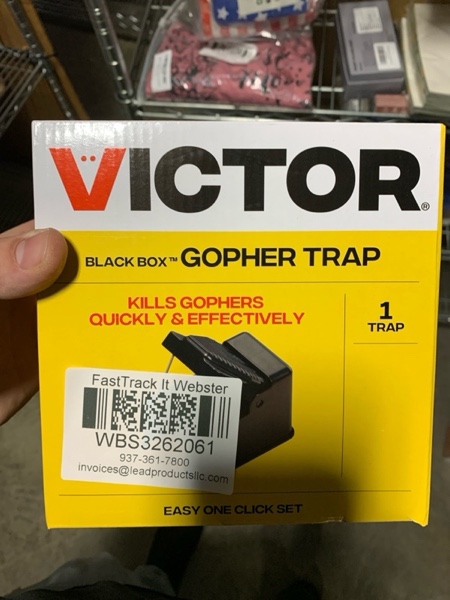 VICTOR®
BLACK BOX™ GOPHER TRAP
KILLS GOPHERS
QUICKLY & EFFECTIVELY
1
TRAP
FastTrack It Webster
WBS3262061
937-361-7800
invoices@leadproductsllc.com
EASY ONE CLICK SET